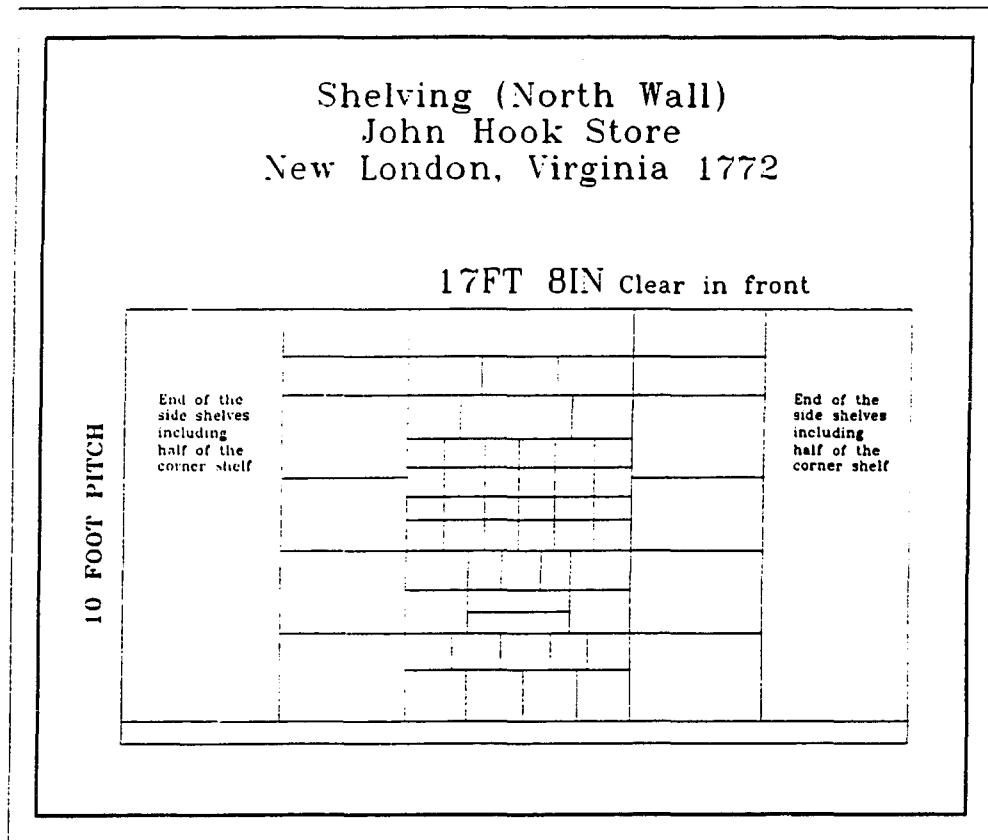 Shelving (North Wall)
John Hook Store
New London, Virginia 1772
17FT 8IN Clear in front
10 FOOT PITCH
End of the
side shelves
including
half of the
corner shelf
End of the
side shelves
including
half of the
corner shelf